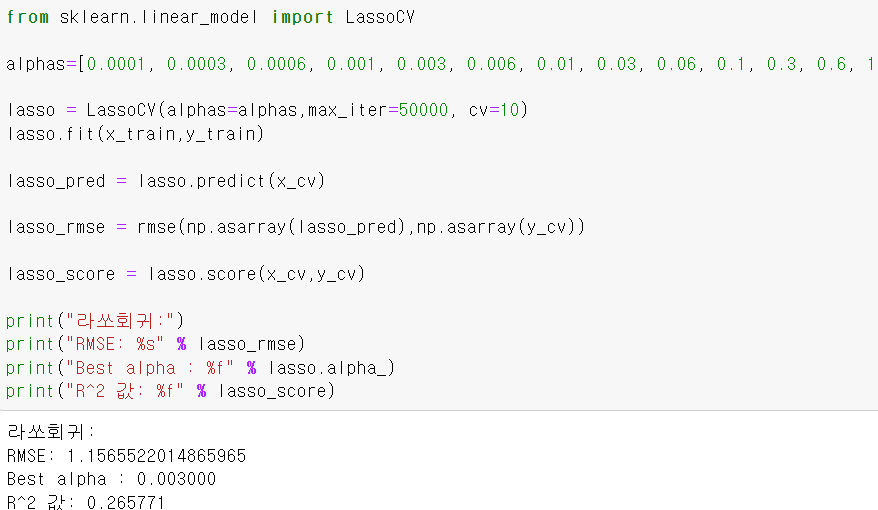 from sklearn.linear_model import LassoCV
alphas=[0.0001, 0.0003, 0.0006, 0.001, 0.003, 0.006, 0.01, 0.03, 0.06, 0.1, 0.3, 0.6, 1
lasso = LassoCV(alphas=alphas,max_iter=50000, cv=10)
lasso.fit(x_train,y_train)
lasso_pred = lasso.predict(x_cv)
lasso_rmse = rmse(np.asarray(lasso_pred),np.asarray(y_cv))
lasso_score = lasso.score(x_cv,y_cv)
print("라쏘회귀:")
print("RMSE: %s" % lasso_rmse)
print("Best alpha : %f" % lasso.alpha_)
print("R^2 값: %f" % lasso_score)
라쏘회귀:
RMSE: 1.1565522014865965
Best alpha : 0.003000
R^2 값: 0.265771